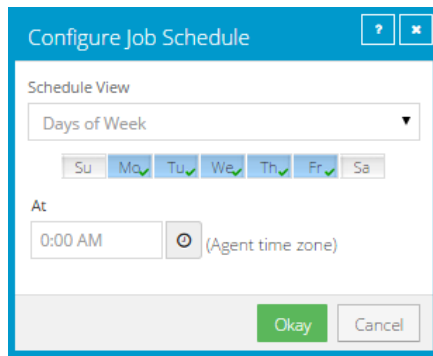 Configure Job Schedule ? ×
Schedule View
Days of Week
Su Mo Tu We Th Fr Sa
At
0:00 AM (Agent time zone)
Okay Cancel